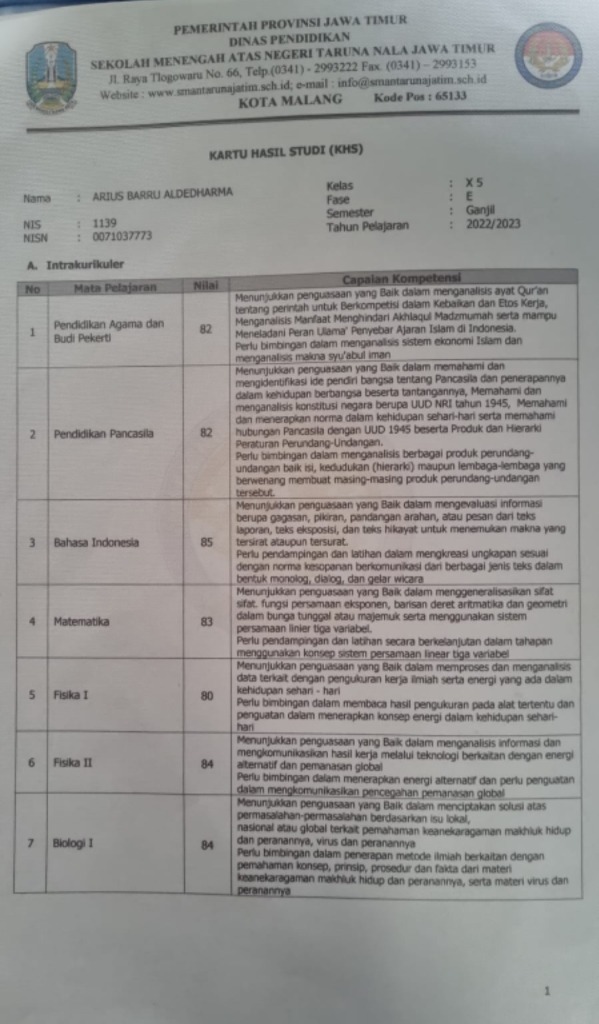 PEMERINTAH PROVINSI JAWA TIMUR
DINAS PENDIDIKAN
SEKOLAH MENENGAH ATAS NEGERI TARUNA NALA JAWA TIMUR
Jl. Raya Tlogowaru No. 66, Telp.(0341) - 2993222 Fax. (0341) – 2993153
Website : www.smantarunajatim.sch.id; e-mail : info@smantarunajatim.sch.id
KOTA MALANG Kode Pos : 65133
KARTU HASIL STUDI (KHS)
Nama : ARIUS BARRU ALDEDHARMA
NIS : 1139
NISN : 0071037773
Kelas : X 5
Fase : E
Semester : Ganjil
Tahun Pelajaran : 2022/2023
A. Intrakurikuler
No Mata Pelajaran Nilai Capaian Kompetensi
1 Pendidikan Agama dan Budi Pekerti 82
Menunjukkan penguasaan yang Baik dalam menganalisis ayat Qur'an
tentang perintah untuk Berkompetisi dalam Kebaikan dan Etos Kerja,
Menganalisis Manfaat Menghindari Akhlaqul Madzmumah serta mampu
Meneladani Peran Ulama' Penyebar Ajaran Islam di Indonesia.
Perlu bimbingan dalam menganalisis sistem ekonomi Islam dan
menganalisis makna syu'abul iman
2 Pendidikan Pancasila 82
Menunjukkan penguasaan yang Baik dalam memahami dan
mengidentifikasi ide pendiri bangsa tentang Pancasila dan penerapannya
dalam kehidupan berbangsa beserta tantangannya, Memahami dan
menganalisis konstitusi negara berupa UUD NRI tahun 1945, Memahami
dan menerapkan norma dalam kehidupan sehari-hari serta memahami
hubungan Pancasila dengan UUD 1945 beserta Produk dan Hierarki
Peraturan Perundang-Undangan.
Perlu bimbingan dalam menganalisis berbagai produk perundang-
undangan baik isi, kedudukan (hierarki) maupun lembaga-lembaga yang
berwenang membuat masing-masing produk perundang-undangan
tersebut.
3 Bahasa Indonesia 85
Menunjukkan penguasaan yang Baik dalam mengevaluasi informasi
berupa gagasan, pikiran, pandangan arahan, atau pesan dari teks
laporan, teks eksposisi, dan teks hikayat untuk menemukan makna yang
tersirat ataupun tersurat.
Perlu pendampingan dan latihan dalam mengkreasi ungkapan sesuai
dengan norma kesopanan berkomunikasi dari berbagai jenis teks dalam
bentuk monolog, dialog, dan gelar wicara
4 Matematika 83
Menunjukkan penguasaan yang Baik dalam menggeneralisasikan sifat
sifat. fungsi persamaan eksponen, barisan deret aritmatika dan geometri
dalam bunga tunggal atau majemuk serta menggunakan sistem
persamaan linier tiga variabel.
Perlu pendampingan dan latihan secara berkelanjutan dalam tahapan
menggunakan konsep sistem persamaan linear tiga variabel
5 Fisika I 80
Menunjukkan penguasaan yang Baik dalam memproses dan menganalisis
data terkait dengan pengukuran kerja ilmiah serta energi yang ada dalam
kehidupan sehari - hari
Perlu bimbingan dalam membaca hasil pengukuran pada alat tertentu dan
penguatan dalam menerapkan konsep energi dalam kehidupan sehari-
hari
6 Fisika II 84
Menunjukkan penguasaan yang Baik dalam menganalisis informasi dan
mengkomunikasikan hasil kerja melalui teknologi berkaitan dengan energi
alternatif dan pemanasan global
Perlu bimbingan dalam menerapkan energi alternatif dan perlu penguatan
dalam mengkomunikasikan pencegahan pemanasan global
7 Biologi I 84
Menunjukkan penguasaan yang Baik dalam menciptakan solusi atas
permasalahan-permasalahan berdasarkan isu lokal,
nasional atau global terkait pemahaman keanekaragaman makhluk hidup
dan peranannya, virus dan peranannya
Perlu bimbingan dalam penerapan metode ilmiah berkaitan dengan
pemahaman konsep, prinsip, prosedur dan fakta dari materi
keanekaragaman makhluk hidup dan peranannya, serta materi virus dan
peranannya
1